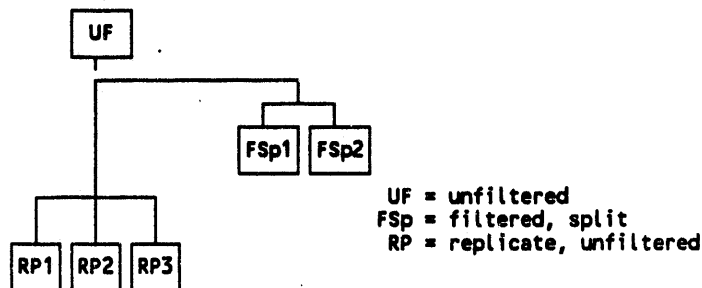 UF
FSp1 FSp2
UF = unfiltered
FSp = filtered, split
RP = replicate, unfiltered
RP1 RP2 RP3